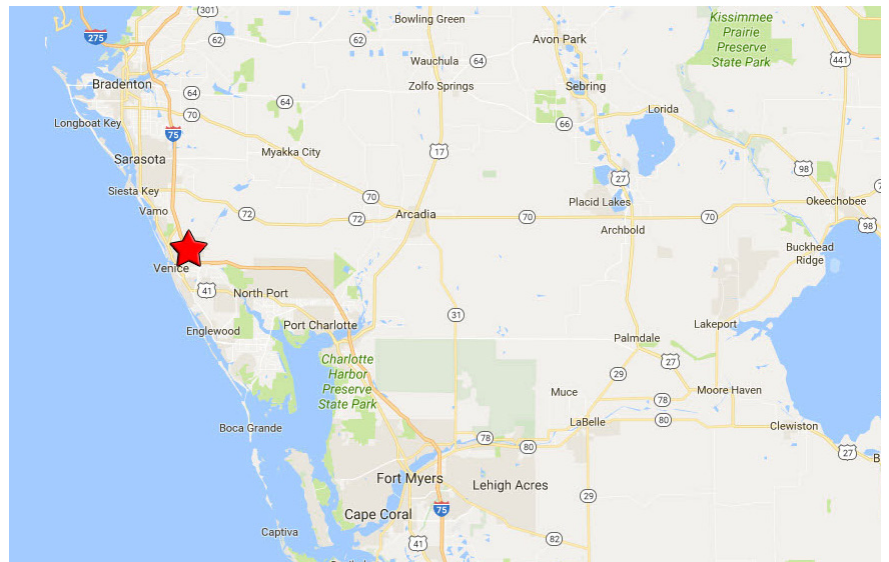 301
Bowling Green
Kissimmee
Prairie
Preserve
State Park
275
62
62
Avon Park
441
Wauchula
64
Bradenton
Zolfo Springs
Sebring
64
64
Lorida
70
Longboat Key
75
66
Myakka City
17
Sarasota
98
27
Siesta Key
70
Placid Lakes
Okeechobee
Vamo
72
72
Arcadia
70
70
98
Archbold
Buckhead
Ridge
Venice
41
North Port
Port Charlotte
31
Lakeport
Englewood
Palmdale
Charlotte
Harbor
Preserve
State Park
27
29
Muce
Moore Haven
78
Boca Grande
LaBelle
80
Clewiston
78
80
27
Fort Myers
Lehigh Acres
29
75
Cape Coral
Captiva
41
82